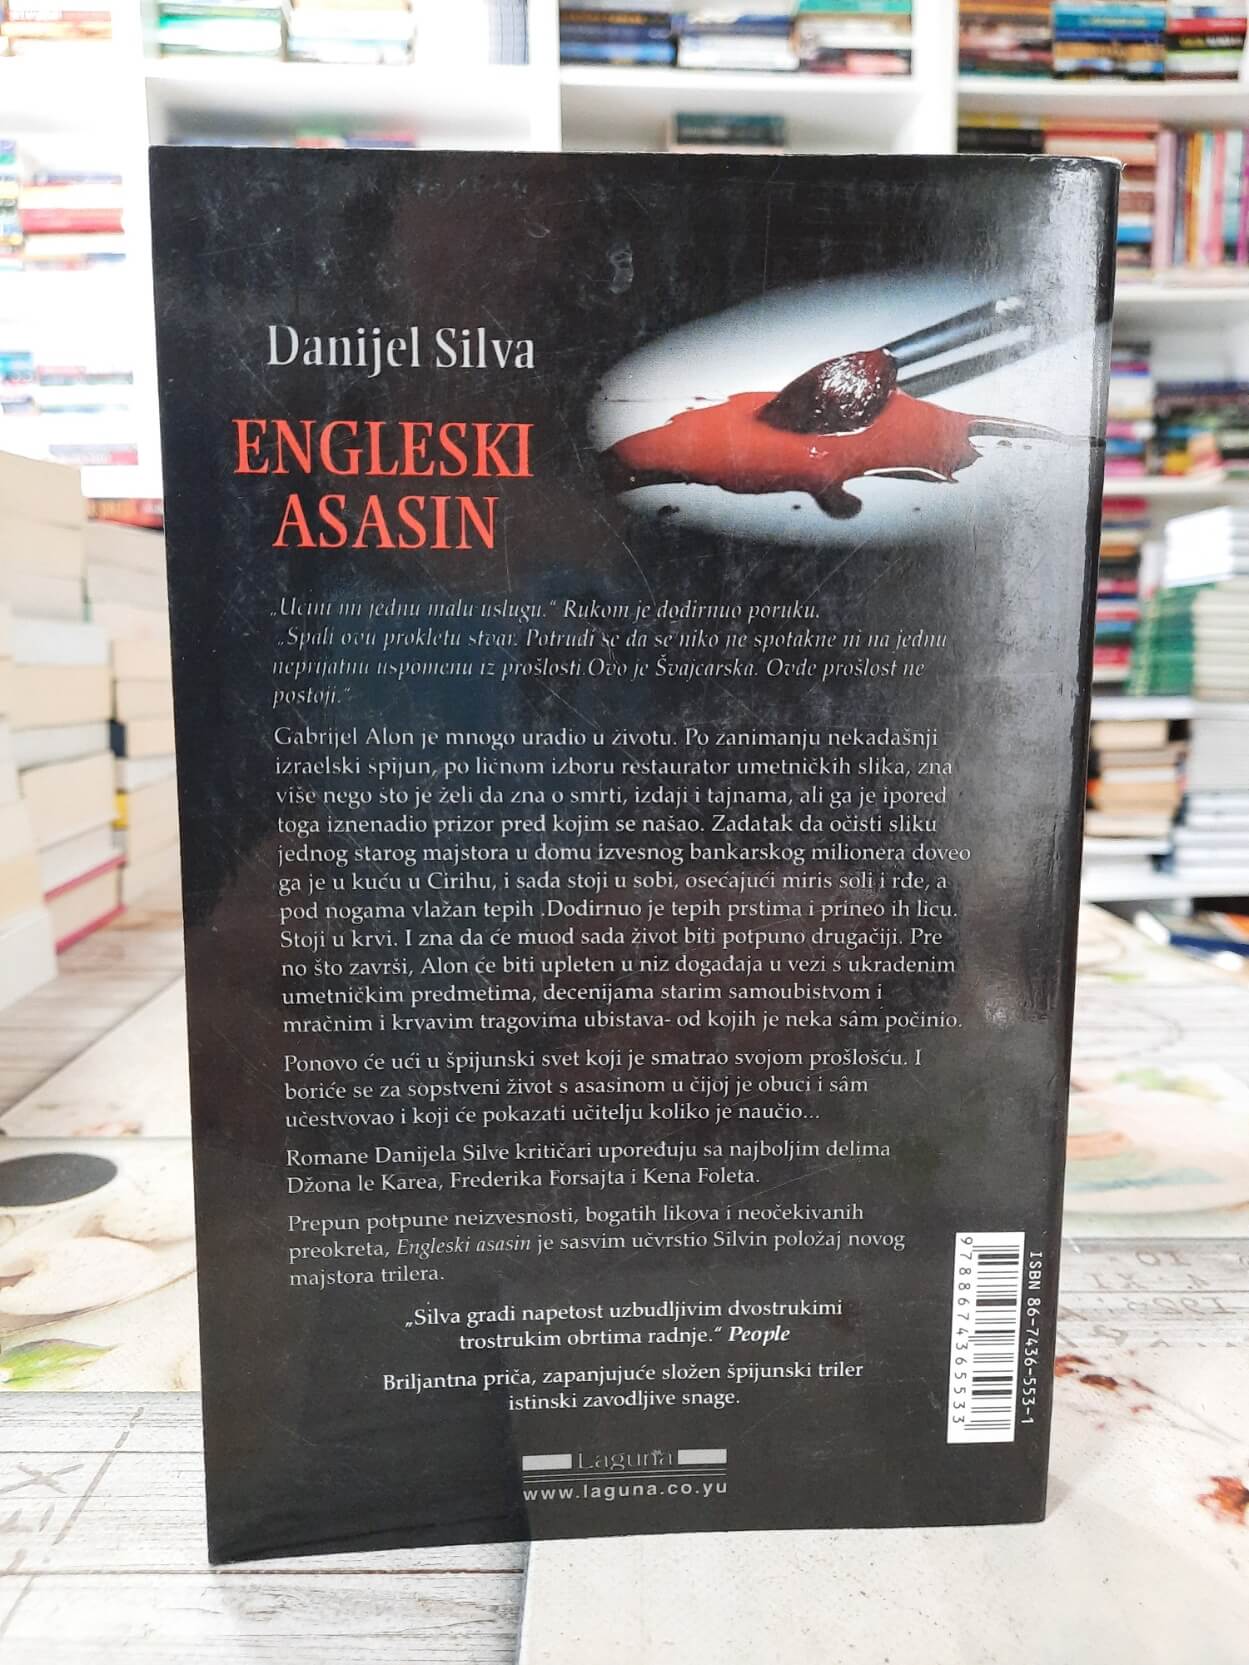 Danijel Silva
ENGLESKI
ASASIN
„Učini mi jednu malu uslugu.“ Rukom je dodirnuo poruku.
„Spali ovu prokletu stvar. Potrudi se da se niko ne spotakne ni na jednu
neprijatnu uspomenu iz prošlosti.Ovo je Švajcarska. Ovde prošlost ne
postoji.“
Gabrijel Alon je mnogo uradio u životu. Po zanimanju nekadašnji
izraelski špijun, po ličnom izboru restaurator umetničkih slika, zna
više nego što je želi da zna o smrti, izdaji i tajnama, ali ga je ipored
toga iznenadio prizor pred kojim se našao. Zadatak da očisti sliku
jednog starog majstora u domu izvesnog bankarskog milionera doveo
ga je u kuću u Cirihu, i sada stoji u sobi, osećajući miris soli i rđe, a
pod nogama vlažan tepih .Dodirnuo je tepih prstima i prineo ih licu.
Stoji u krvi. I zna da će muod sada život biti potpuno drugačiji. Pre
no što završi, Alon će biti upleten u niz događaja u vezi s ukradenim
umetničkim predmetima, decenijama starim samoubistvom i
mračnim i krvavim tragovima ubistava- od kojih je neka sâm počinio.
Ponovo će ući u špijunski svet koji je smatrao svojom prošlošću. I
boriće se za sopstveni život s asasinom u čijoj je obuci i sâm
učestvovao i koji će pokazati učitelju koliko je naučio...
Romane Danijela Silve kritičari upoređuju sa najboljim delima
Džona le Karea, Frederika Forsajta i Kena Foleta.
Prepun potpune neizvesnosti, bogatih likova i neočekivanih
preokreta, Engleski asasin je sasvim učvrstio Silvin položaj novog
majstora trilera.
„Silva gradi napetost uzbudljivim dvostrukimi
trostrukim obrtima radnje.“ People
Briljantna priča, zapanjujuće složen špijunski triler
istinski zavodljive snage.
ISBN 86-7436-553-1
9788674365533
Laguna
www.laguna.co.yu